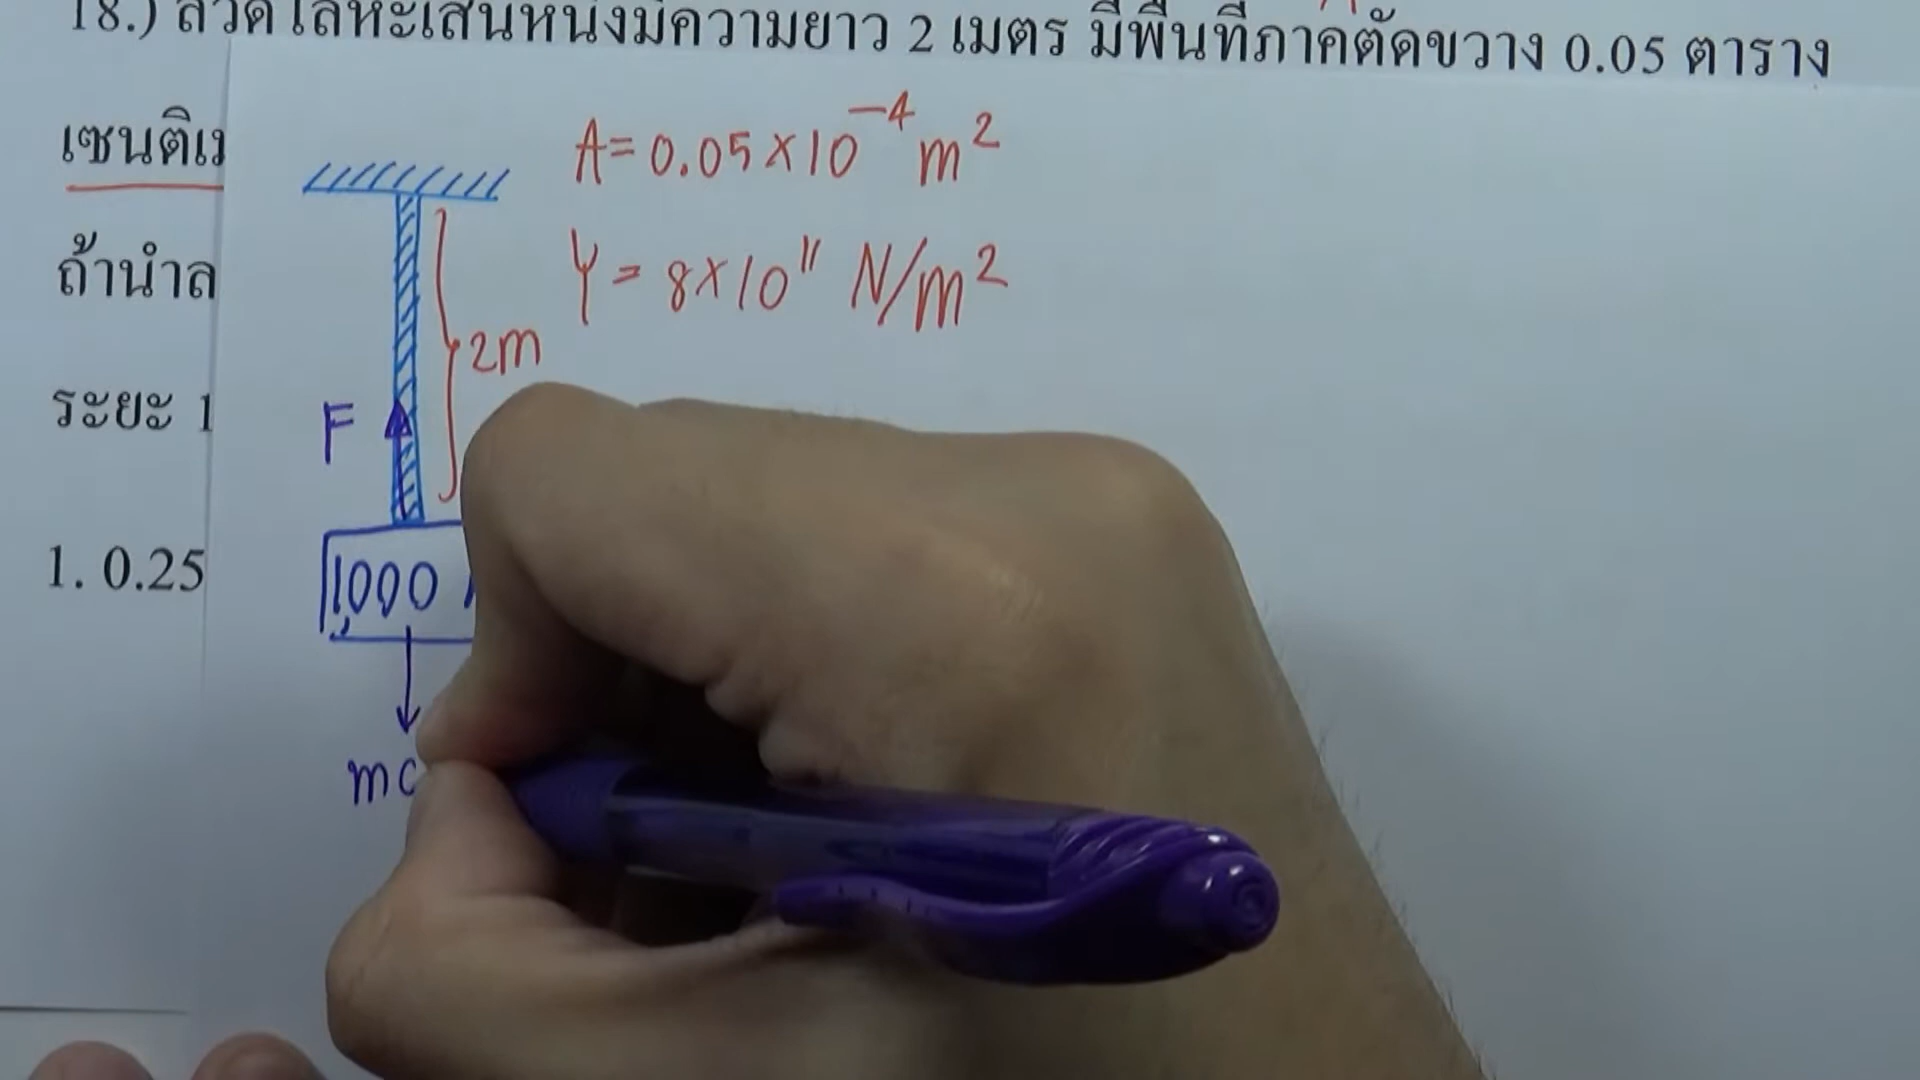 18.) ลวดโลหะเส้นหนึ่งมีความยาว 2 เมตร มีพื้นที่ภาคตัดขวาง 0.05 ตาราง
เซนติเม
A = 0.05 × 10⁻⁴ m²
ถ้านำล
Y = 8 × 10¹¹ N/m²
2m
ระยะ 1
F
1. 0.25
1,000
m